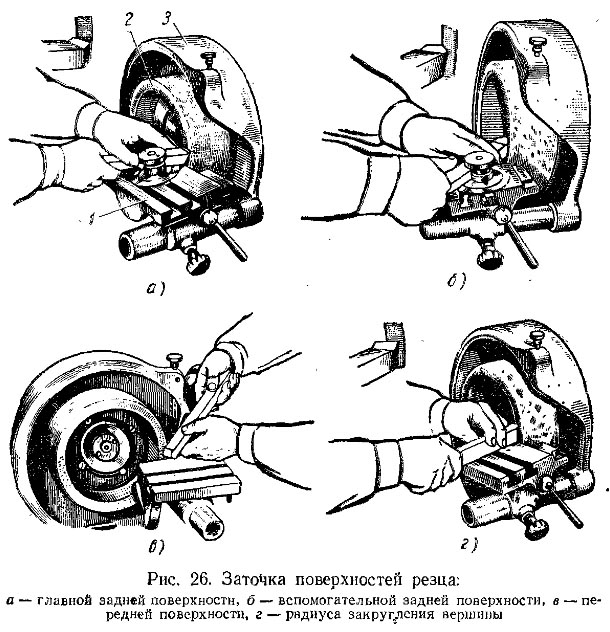 2
3
1
а)
б)
в)
г)
Рис. 26. Заточка поверхностей резца:
а — главной задней поверхности, б — вспомогательной задней поверхности, в — пе-
редней поверхности, г — радиуса закругления вершины